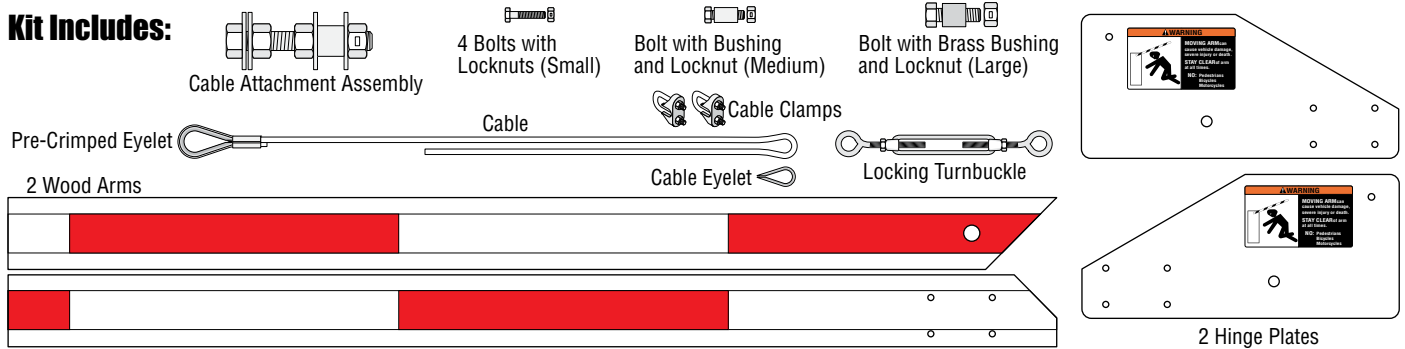 Kit Includes:
Cable Attachment Assembly
4 Bolts with
Locknuts (Small)
Bolt with Bushing
and Locknut (Medium)
Bolt with Brass Bushing
and Locknut (Large)
Cable Clamps
Pre-Crimped Eyelet
Cable
Cable Eyelet
Locking Turnbuckle
2 Wood Arms
WARNING
MOVING ARM can
cause vehicle damage,
severe injury or death.
STAY CLEAR of arm
at all times.
NO: Pedestrians
Bicycles
Motorcycles
WARNING
MOVING ARM can
cause vehicle damage,
severe injury or death.
STAY CLEAR of arm
at all times.
NO: Pedestrians
Bicycles
Motorcycles
2 Hinge Plates